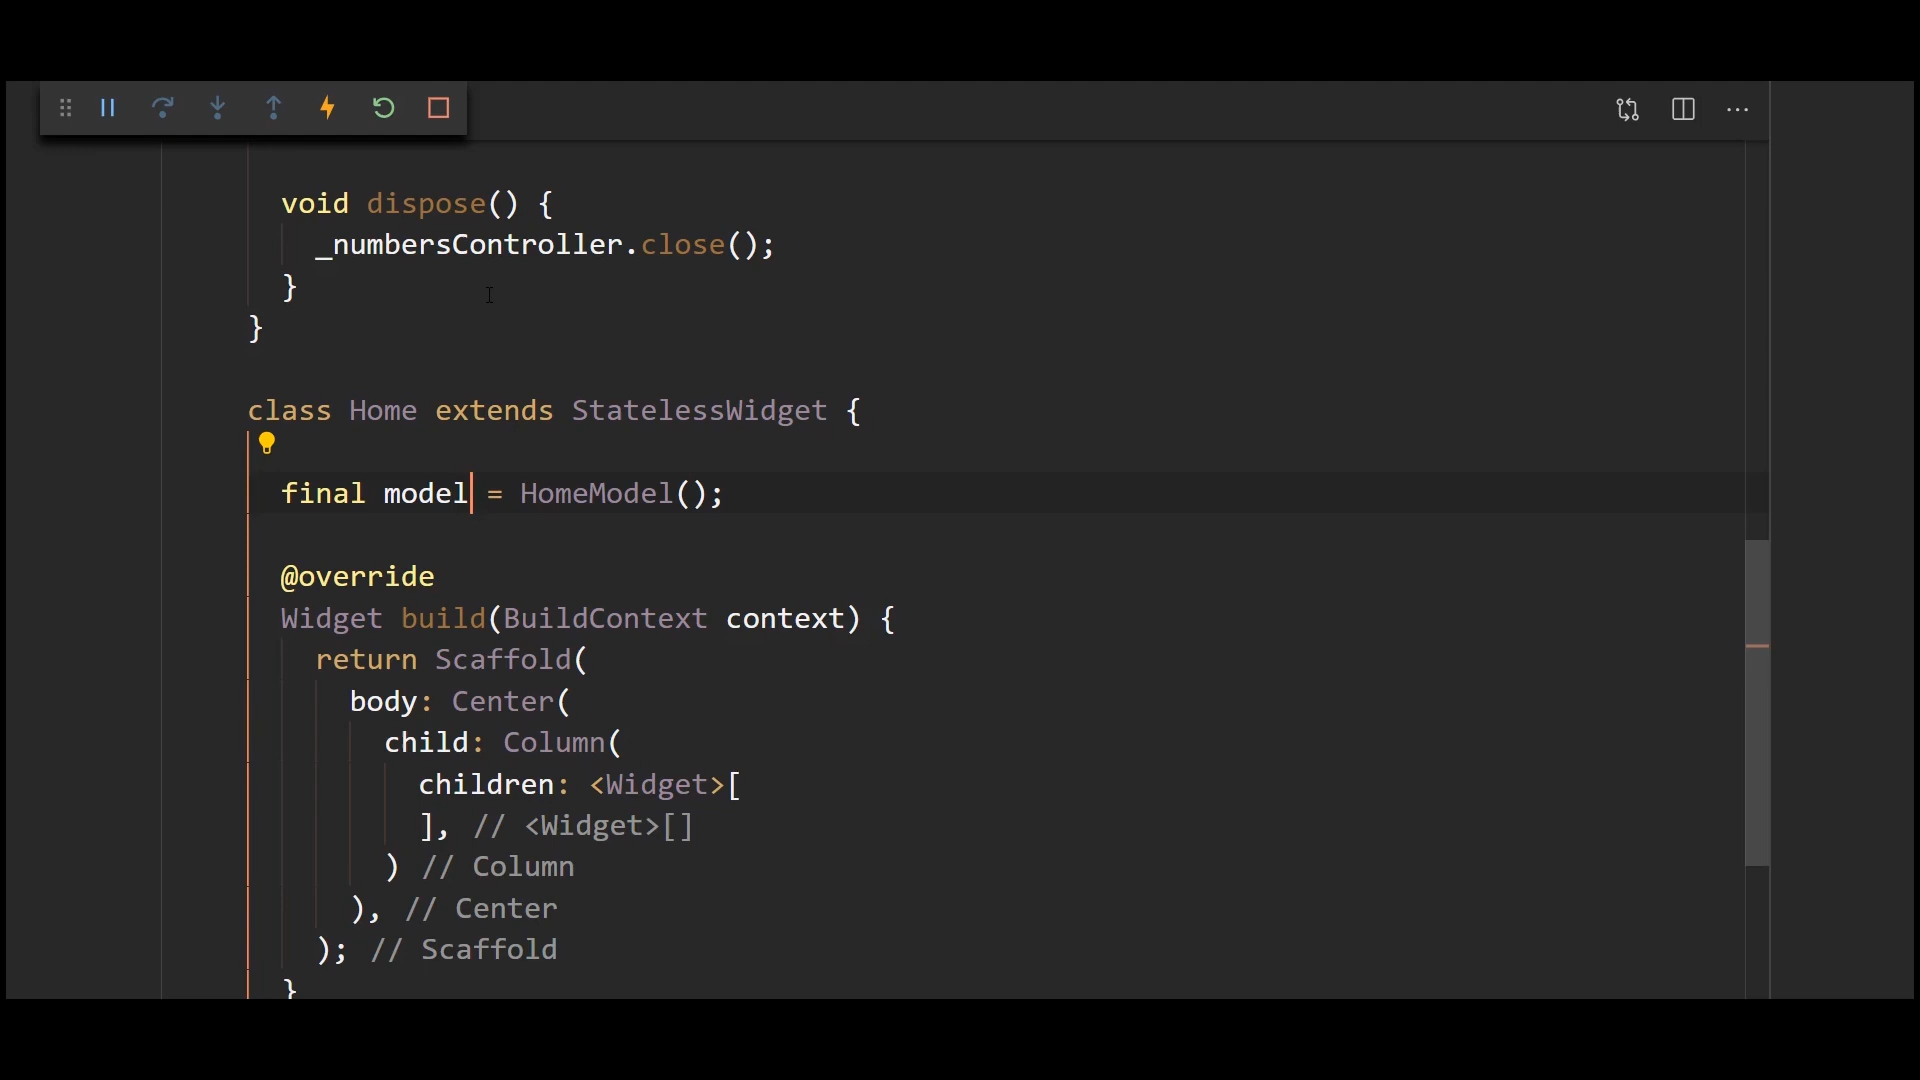 void dispose() {
_numbersController.close();
}
}
class Home extends StatelessWidget {
final model = HomeModel();
@override
Widget build(BuildContext context) {
return Scaffold(
body: Center(
child: Column(
children: <Widget>[
], // <Widget>[]
) // Column
), // Center
); // Scaffold
}